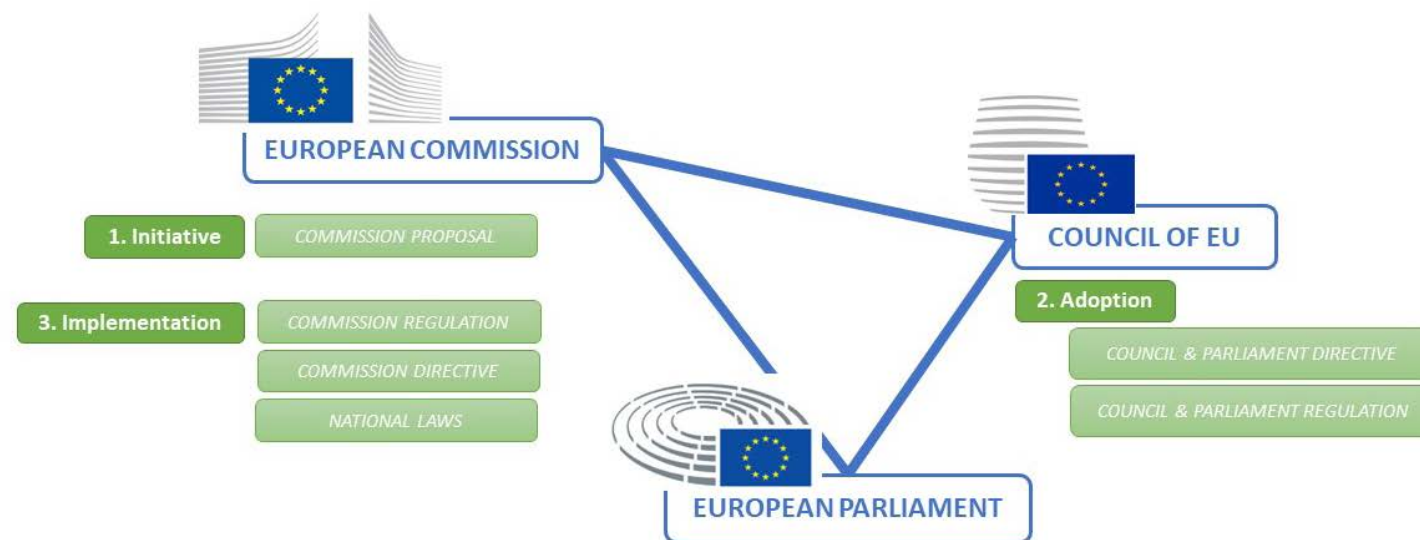 EUROPEAN COMMISSION
1. Initiative
COMMISSION PROPOSAL
3. Implementation
COMMISSION REGULATION
COMMISSION DIRECTIVE
NATIONAL LAWS
COUNCIL OF EU
2. Adoption
COUNCIL & PARLIAMENT DIRECTIVE
COUNCIL & PARLIAMENT REGULATION
EUROPEAN PARLIAMENT